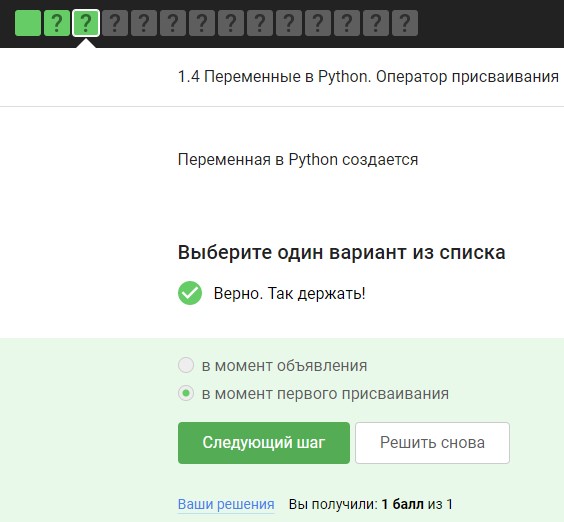 ? ? ? ? ? ? ? ? ? ? ? ? ?
1.4 Переменные в Python. Оператор присваивания
Переменная в Python создается
Выберите один вариант из списка
Верно. Так держать!
в момент объявления
в момент первого присваивания
Следующий шаг Решить снова
Ваши решения Вы получили: 1 балл из 1